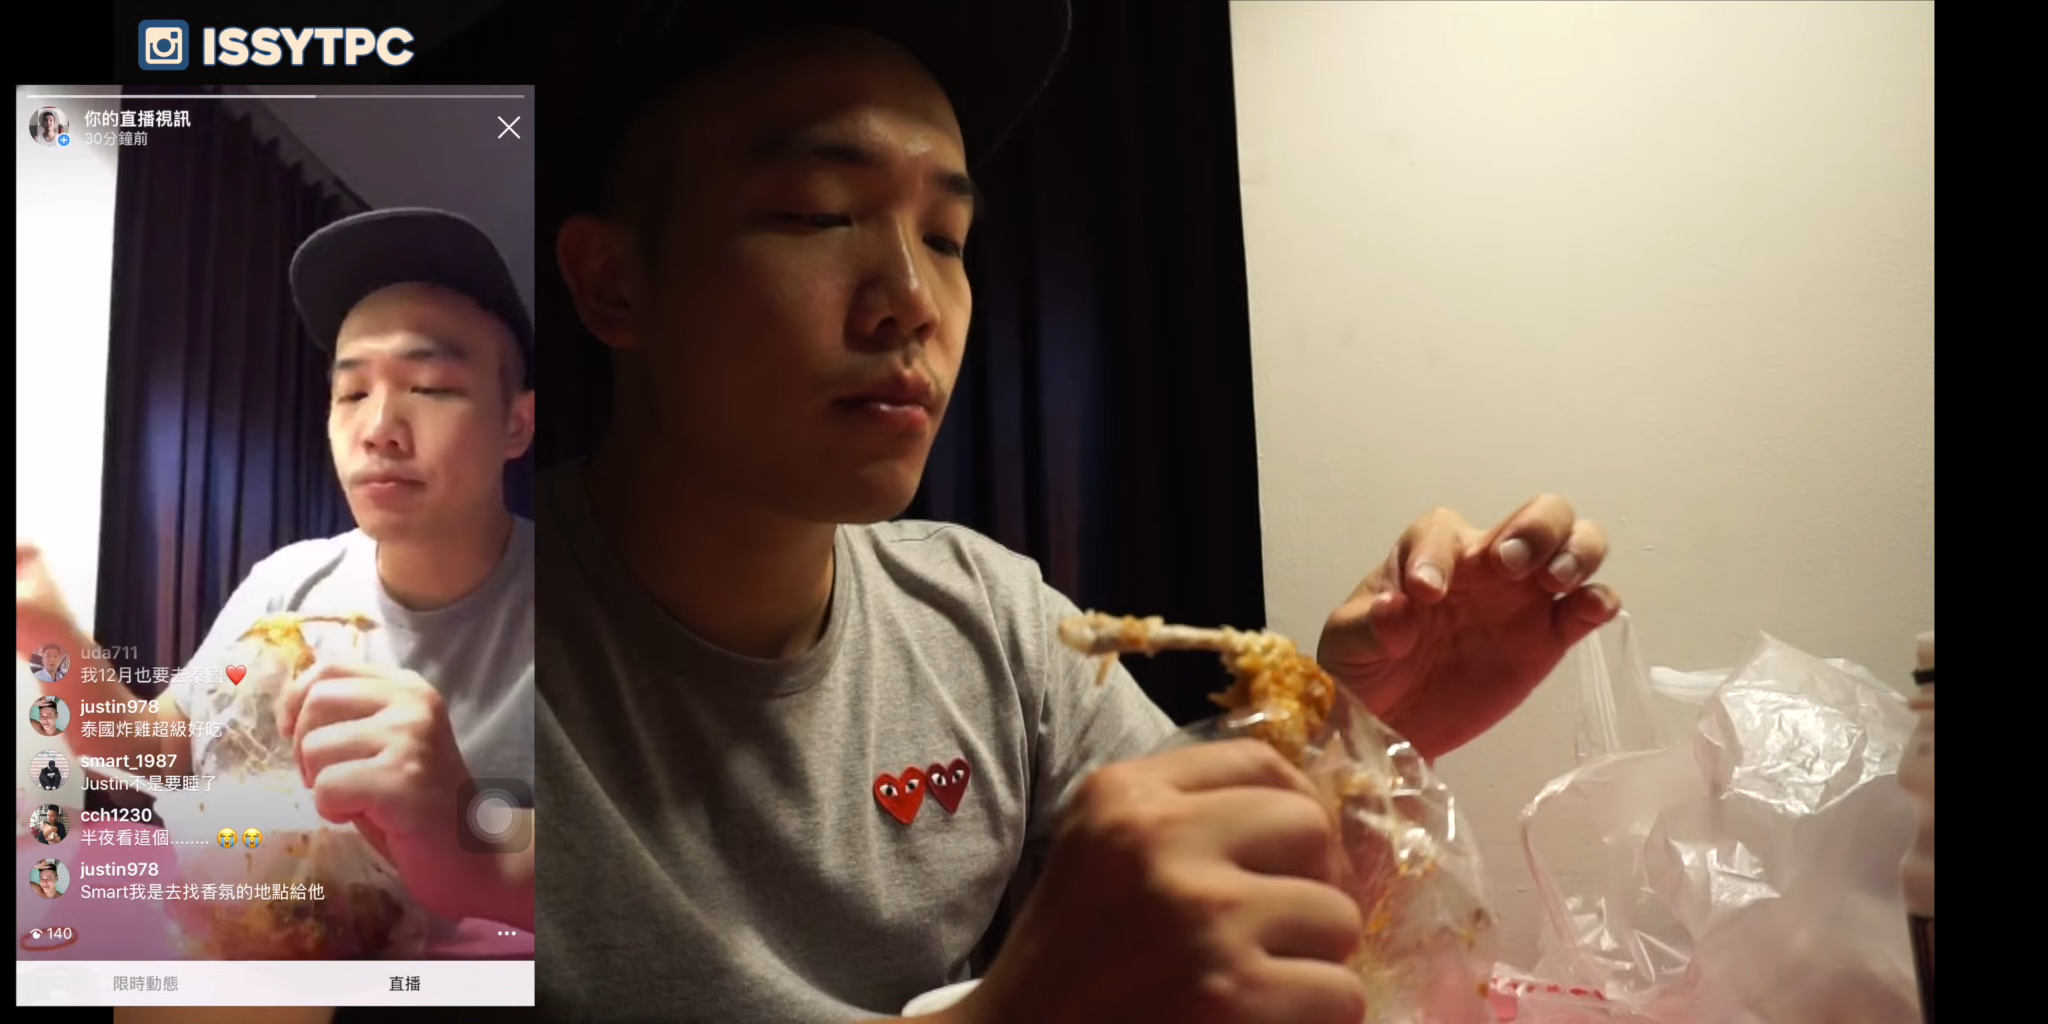 ISSYTPC
你的直播視訊
30分鐘前
uda711
我12月也要去泰國❤️
justin978
泰國炸雞超級好吃
smart_1987
Justin不是要睡了
cch1230
半夜看這個........ 😭😭
justin978
Smart我是去找香氛的地點給他
140
限時動態
直播